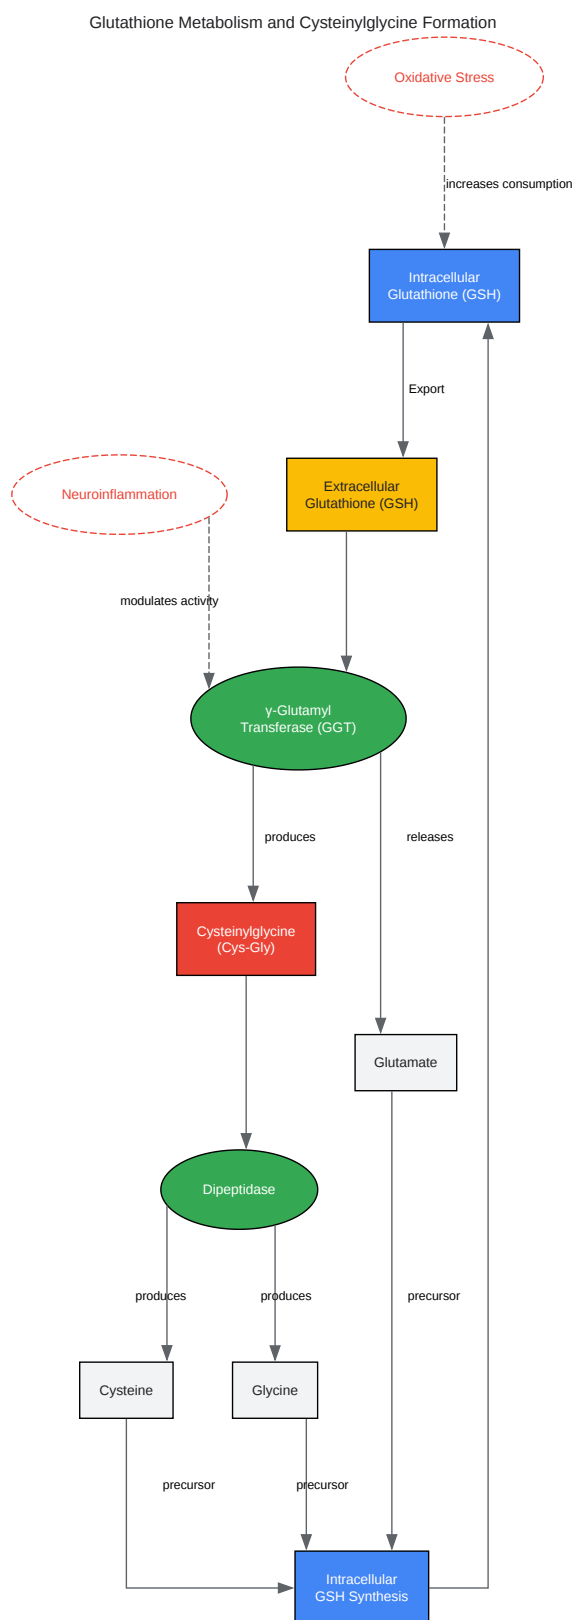 Glutathione Metabolism and Cysteinylglycine Formation
Oxidative Stress
increases consumption
Intracellular
Glutathione (GSH)
Export
Extracellular
Glutathione (GSH)
Neuroinflammation
modulates activity
γ-Glutamyl
Transferase (GGT)
produces
releases
Cysteinylglycine
(Cys-Gly)
Glutamate
Dipeptidase
produces
produces
precursor
Cysteine
Glycine
precursor
precursor
Intracellular
GSH Synthesis